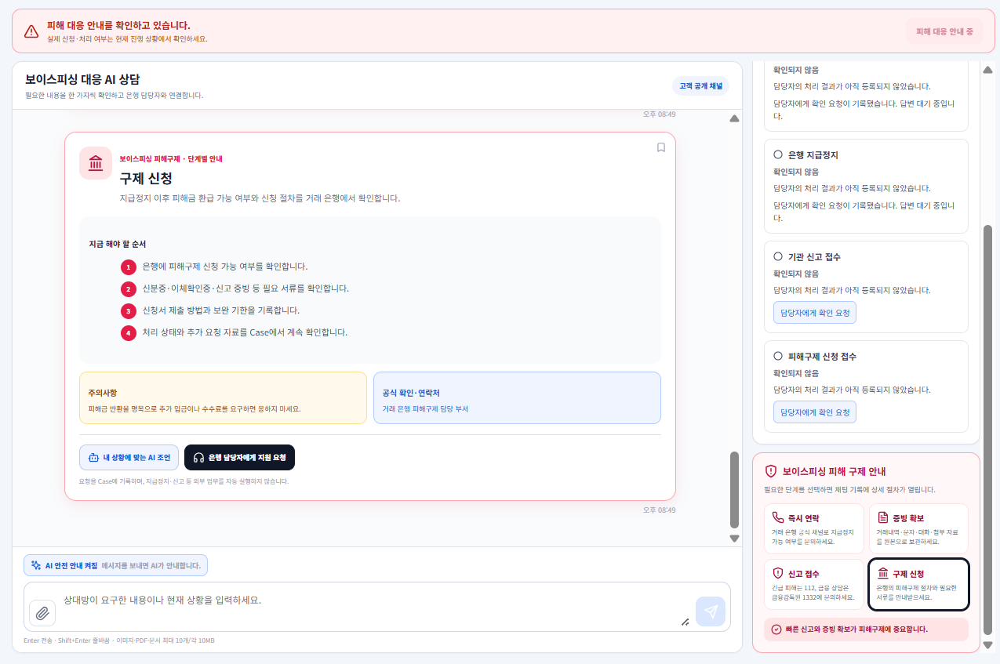 피해 대응 안내를 확인하고 있습니다.
실제 신청·처리 여부는 현재 진행 상황에서 확인하세요.
피해 대응 안내 중
보이스피싱 대응 AI 상담
필요한 내용을 한 가지씩 확인하고 은행 담당자와 연결합니다.
고객 공개 채널
오후 08:49
보이스피싱 피해구제 · 단계별 안내
구제 신청
지급정지 이후 피해금 환급 가능 여부와 신청 절차를 거래 은행에서 확인합니다.
지금 해야 할 순서
1 은행에 피해구제 신청 가능 여부를 확인합니다.
2 신분증·이체확인증·신고 증빙 등 필요 서류를 확인합니다.
3 신청서 제출 방법과 보완 기한을 기록합니다.
4 처리 상태와 추가 요청 자료를 Case에서 계속 확인합니다.
주의사항
피해금 반환을 명목으로 추가 입금이나 수수료를 요구하면 응하지 마세요.
공식 확인·연락처
거래 은행 피해구제 담당 부서
내 상황에 맞는 AI 조언
은행 담당자에게 지원 요청
요청을 Case에 기록하며, 지급정지·신고 등 외부 업무를 자동 실행하지 않습니다.
오후 08:49
AI 안전 안내 켜짐 메시지를 보내면 AI가 안내합니다.
상대방이 요구한 내용이나 현재 상황을 입력하세요.
Enter 전송 · Shift+Enter 줄바꿈 · 이미지·PDF·문서 최대 10개/각 10MB
확인되지 않음
담당자의 처리 결과가 아직 등록되지 않았습니다.
담당자에게 확인 요청이 기록됐습니다. 답변 대기 중입니
다.
은행 지급정지
확인되지 않음
담당자의 처리 결과가 아직 등록되지 않았습니다.
담당자에게 확인 요청이 기록됐습니다. 답변 대기 중입니
다.
기관 신고 접수
확인되지 않음
담당자의 처리 결과가 아직 등록되지 않았습니다.
담당자에게 확인 요청
피해구제 신청 접수
확인되지 않음
담당자의 처리 결과가 아직 등록되지 않았습니다.
담당자에게 확인 요청
보이스피싱 피해 구제 안내
필요한 단계를 선택하면 채팅 기록에 상세 절차가 열립니다.
즉시 연락
거래 은행 공식 채널로 지급정지
가능 여부를 문의하세요.
증빙 확보
거래내역·문자·대화·첨부 자료
를 원본으로 보관하세요.
신고 접수
긴급 피해는 112, 금융 상담은
금융감독원 1332에 문의하세요.
구제 신청
은행의 피해구제 절차와 필요한
서류를 안내받으세요.
빠른 신고와 증빙 확보가 피해구제에 중요합니다.